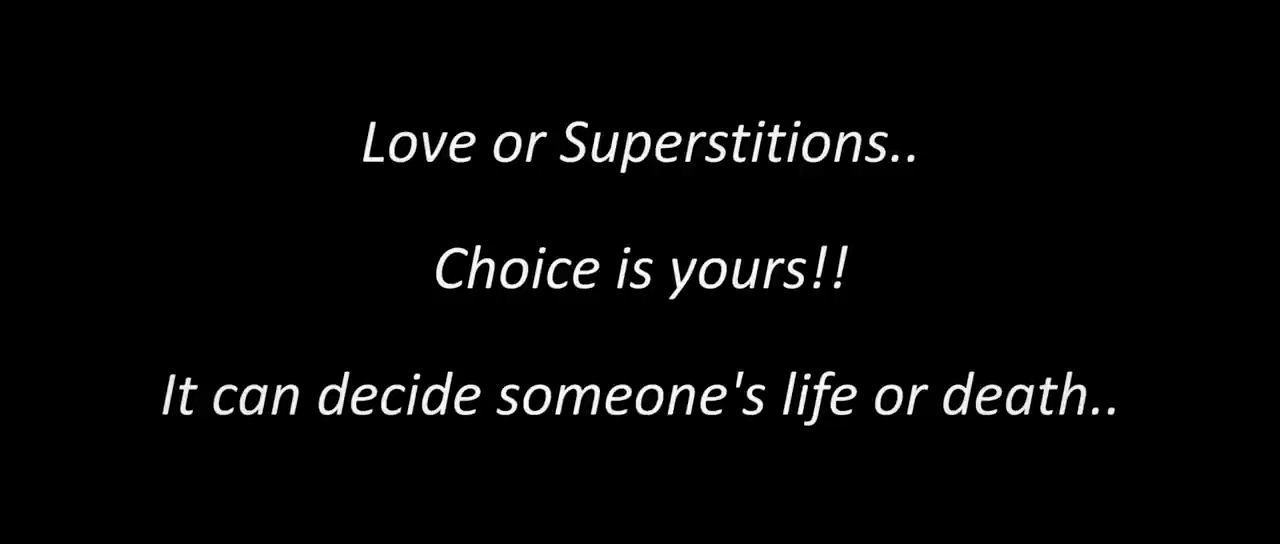 Love or Superstitions..
Choice is yours!!
It can decide someone's life or death..